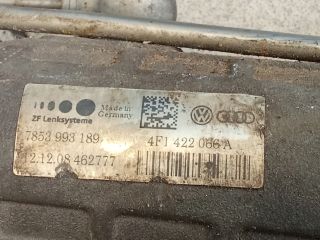 ZF Lenksysteme
Made in
Germany
7853 993 189
4F1 422 066 A
12.12.08 462777